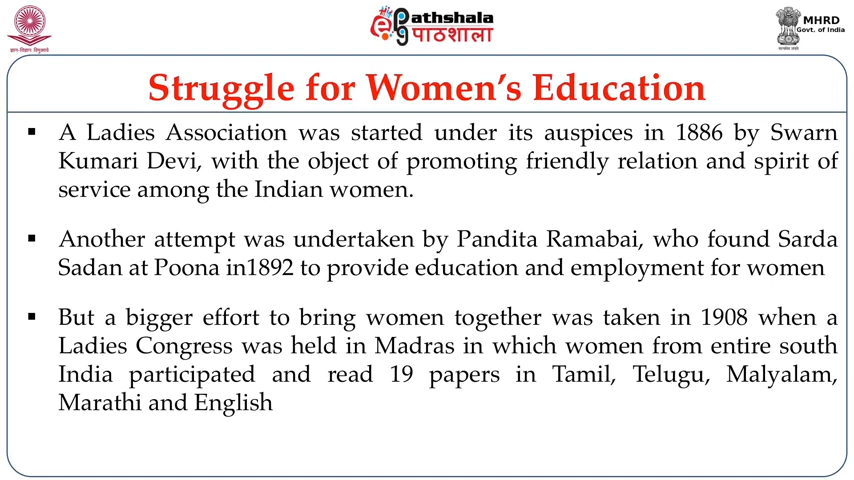 ePathshala
पाठशाला
MHRD
Govt. of India
ज्ञान-विज्ञान विमुक्तये
Struggle for Women's Education
▪ A Ladies Association was started under its auspices in 1886 by Swarn
Kumari Devi, with the object of promoting friendly relation and spirit of
service among the Indian women.
▪ Another attempt was undertaken by Pandita Ramabai, who found Sarda
Sadan at Poona in1892 to provide education and employment for women
▪ But a bigger effort to bring women together was taken in 1908 when a
Ladies Congress was held in Madras in which women from entire south
India participated and read 19 papers in Tamil, Telugu, Malyalam,
Marathi and English